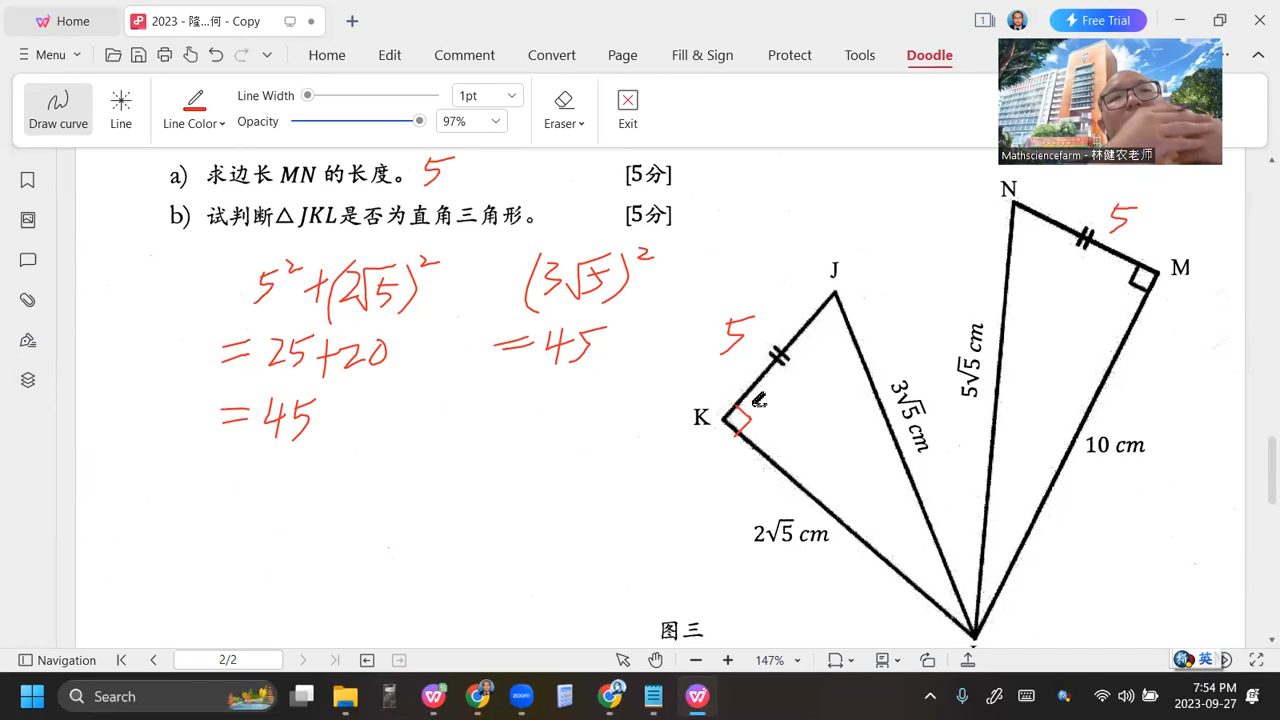 Home
2023 - 隆...何 - Copy
Free Trial
Menu
Home
Edit
Comment
Convert
Page
Fill & Sign
Protect
Tools
Doodle
Draw curve
Line
Line Color
Line Width
1pt
Opacity
97%
Eraser
Exit
Mathsciencefarm - 林健农老师
a) 求边长 MN 的长度。 5 [5分]
b) 试判断△JKL是否为直角三角形。 [5分]
5² + (2√5)² (3√5)²
= 25+20 = 45
= 45
N
5
M
J
5
K
3√5 cm
5√5 cm
10 cm
2√5 cm
图三
Navigation
2/2
147%
英
Search
7:54 PM
2023-09-27